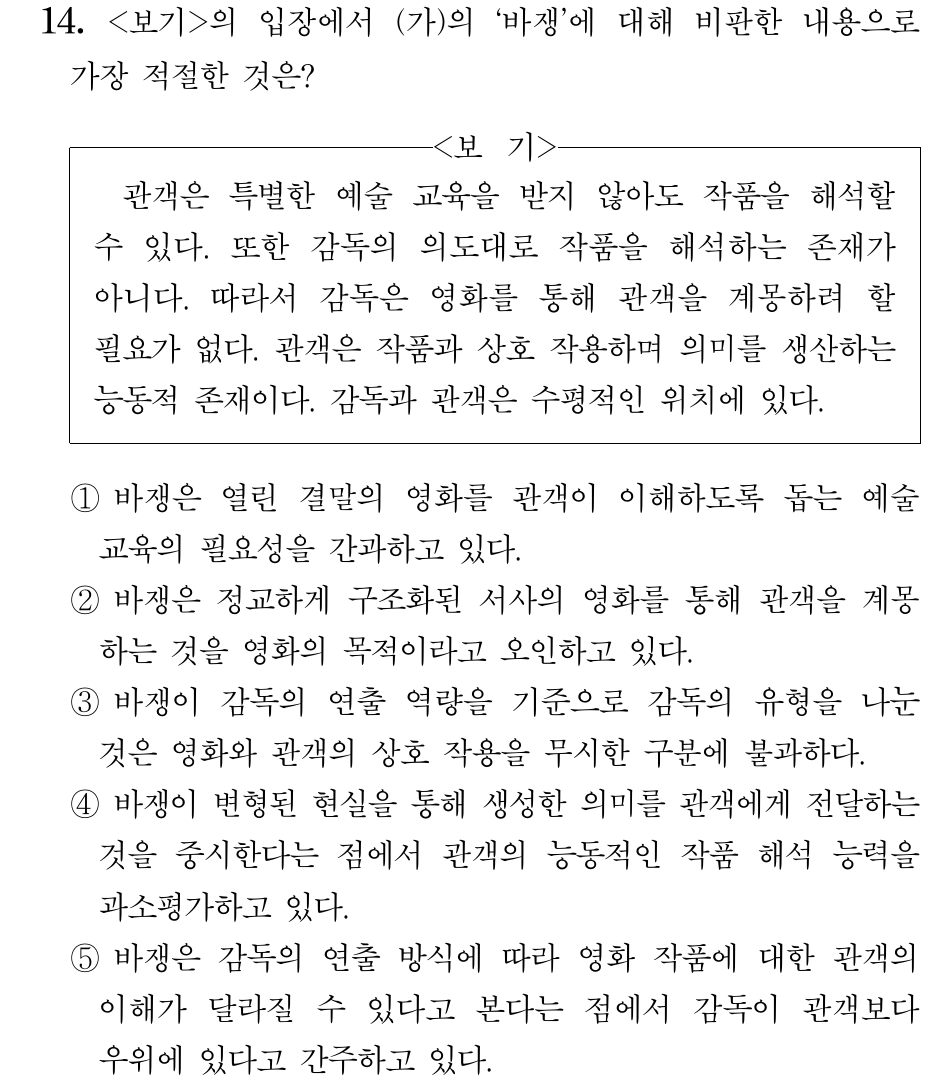 14. <보기>의 입장에서 (가)의 ‘바쟁’에 대해 비판한 내용으로
가장 적절한 것은?
<보 기>
관객은 특별한 예술 교육을 받지 않아도 작품을 해석할
수 있다. 또한 감독의 의도대로 작품을 해석하는 존재가
아니다. 따라서 감독은 영화를 통해 관객을 계몽하려 할
필요가 없다. 관객은 작품과 상호 작용하며 의미를 생산하는
능동적 존재이다. 감독과 관객은 수평적인 위치에 있다.
① 바쟁은 열린 결말의 영화를 관객이 이해하도록 돕는 예술
교육의 필요성을 간과하고 있다.
② 바쟁은 정교하게 구조화된 서사의 영화를 통해 관객을 계몽
하는 것을 영화의 목적이라고 오인하고 있다.
③ 바쟁이 감독의 연출 역량을 기준으로 감독의 유형을 나눈
것은 영화와 관객의 상호 작용을 무시한 구분에 불과하다.
④ 바쟁이 변형된 현실을 통해 생성한 의미를 관객에게 전달하는
것을 중시한다는 점에서 관객의 능동적인 작품 해석 능력을
과소평가하고 있다.
⑤ 바쟁은 감독의 연출 방식에 따라 영화 작품에 대한 관객의
이해가 달라질 수 있다고 본다는 점에서 감독이 관객보다
우위에 있다고 간주하고 있다.